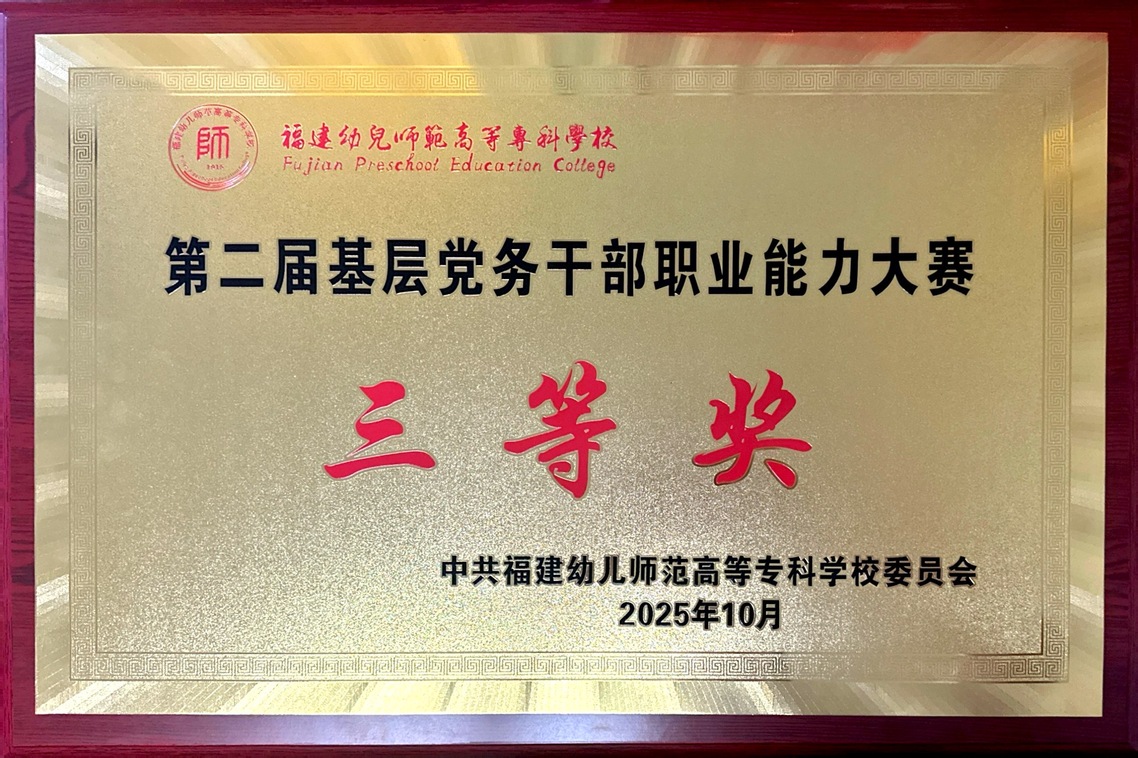 師
福建幼兒師範高等專科學校
Fujian Preschool Education College
第二届基层党务干部职业能力大赛
三等奖
中共福建幼儿师范高等专科学校委员会
2025年10月